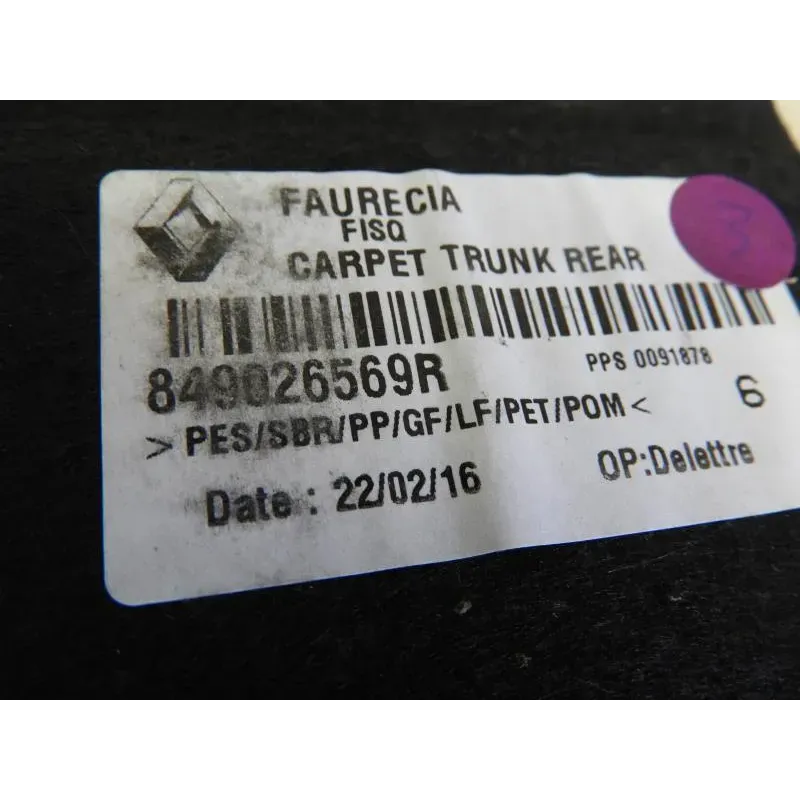 FAURECIA
FISQ
CARPET TRUNK REAR
3
849026569R
PPS 0091878
>PES/SBR/PP/GF/LF/PET/POM<
6
Date : 22/02/16
OP:Delettre